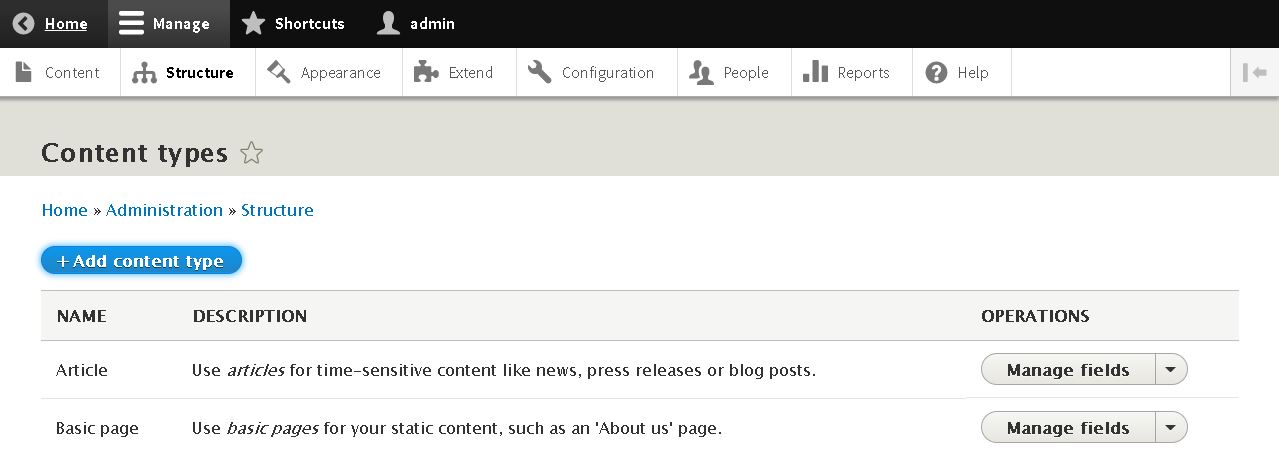 Home Manage Shortcuts admin
Content Structure Appearance Extend Configuration People Reports Help
Content types
Home » Administration » Structure
+ Add content type
NAME DESCRIPTION OPERATIONS
Article Use articles for time-sensitive content like news, press releases or blog posts. Manage fields
Basic page Use basic pages for your static content, such as an 'About us' page. Manage fields